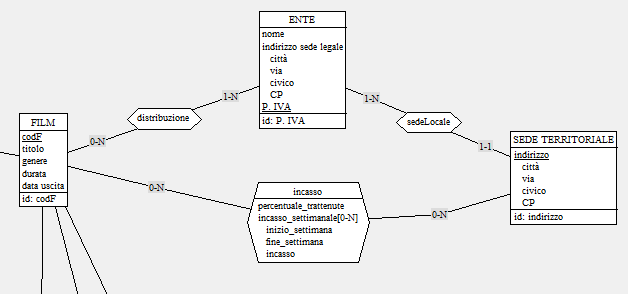 ENTE
nome
indirizzo sede legale
città
via
civico
CP
P. IVA
id: P. IVA
1-N
1-N
distribuzione
sedeLocale
FILM
codF
titolo
genere
durata
data uscita
id: codF
0-N
1-1
SEDE TERRITORIALE
indirizzo
città
via
civico
CP
id: indirizzo
0-N
incasso
percentuale_trattenute
incasso_settimanale[0-N]
inizio_settimana
fine_settimana
incasso
0-N